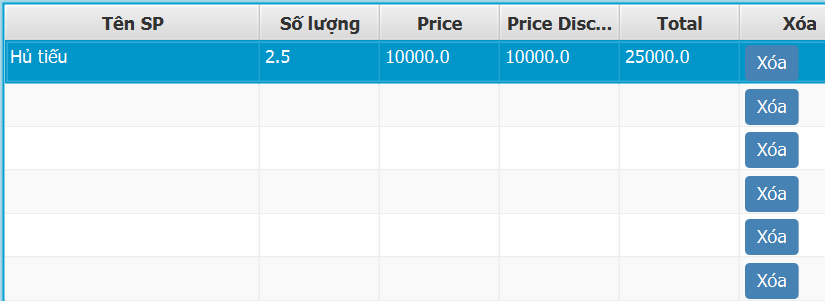 Tên SP Số lượng Price Price Disc... Total Xóa
Hủ tiếu 2.5 10000.0 10000.0 25000.0 Xóa
Xóa
Xóa
Xóa
Xóa
Xóa